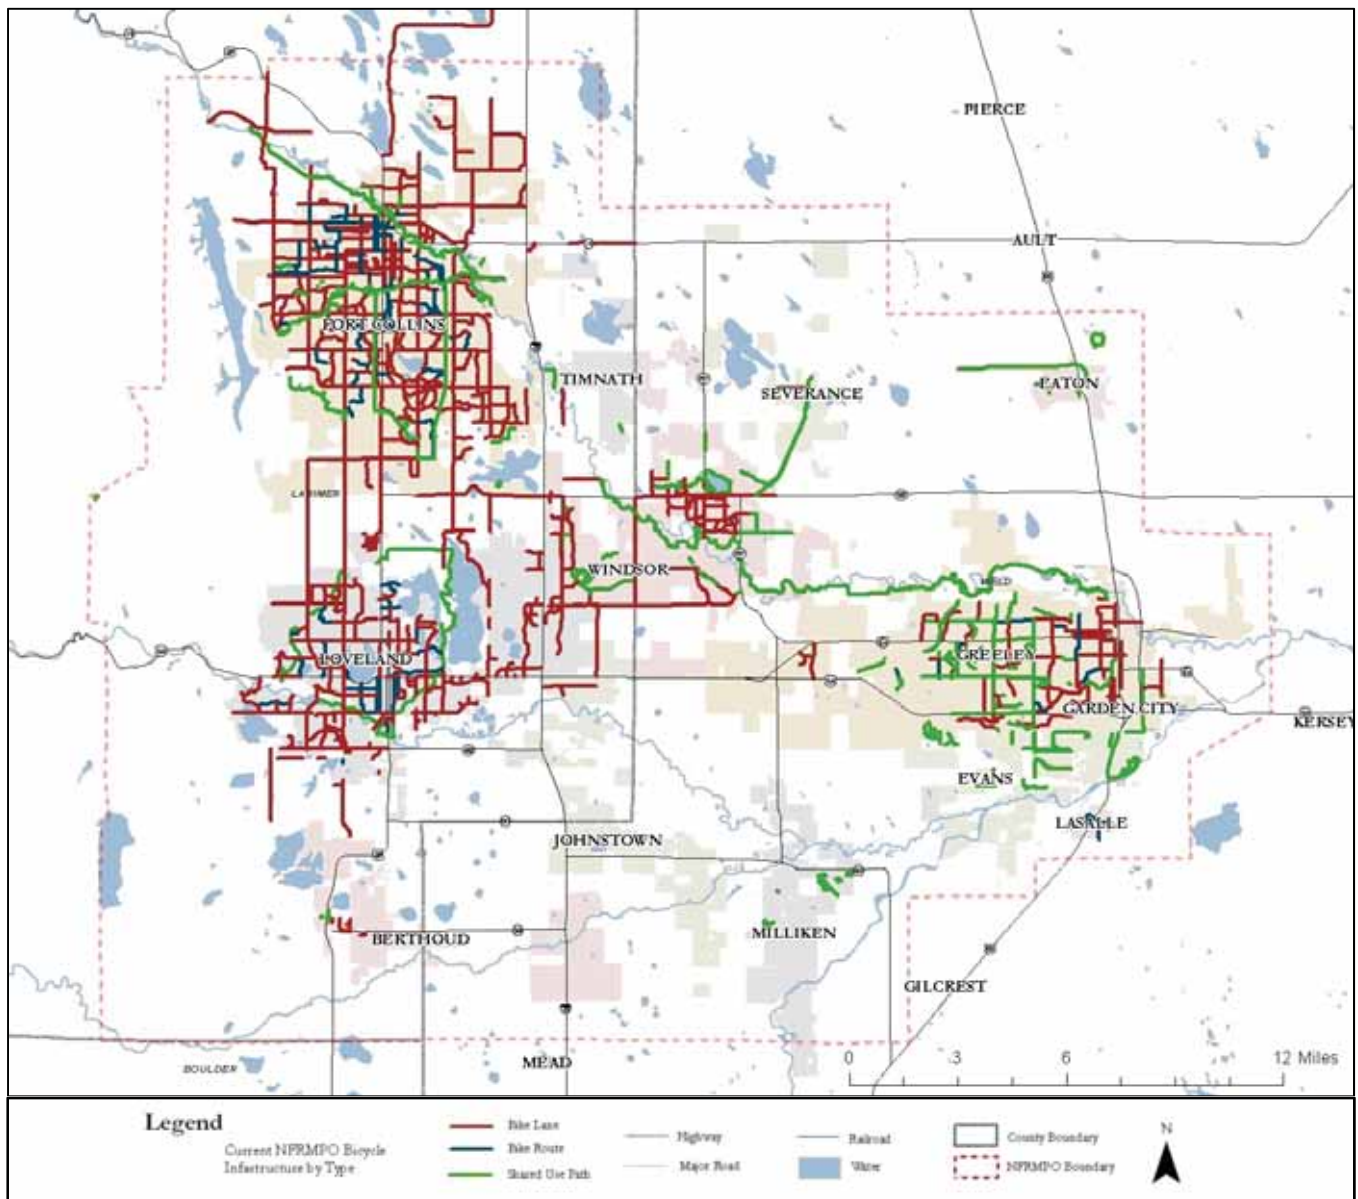 PIERCE
AULT
FORT COLLINS
TIMNATH
SEVERANCE
EATON
LARIMER
WINDSOR
WELD
LOVELAND
GREELEY
GARDEN CITY
KERSEY
EVANS
LASALLE
JOHNSTOWN
BERTHOUD
MILLIKEN
GILCREST
MEAD
BOULDER
0 3 6 12 Miles
Legend
Current NFRMPO Bicycle
Infrastructure by Type
Bike Lane
Bike Route
Shared Use Path
Highway
Major Road
Railroad
Water
County Boundary
NFRMPO Boundary
N